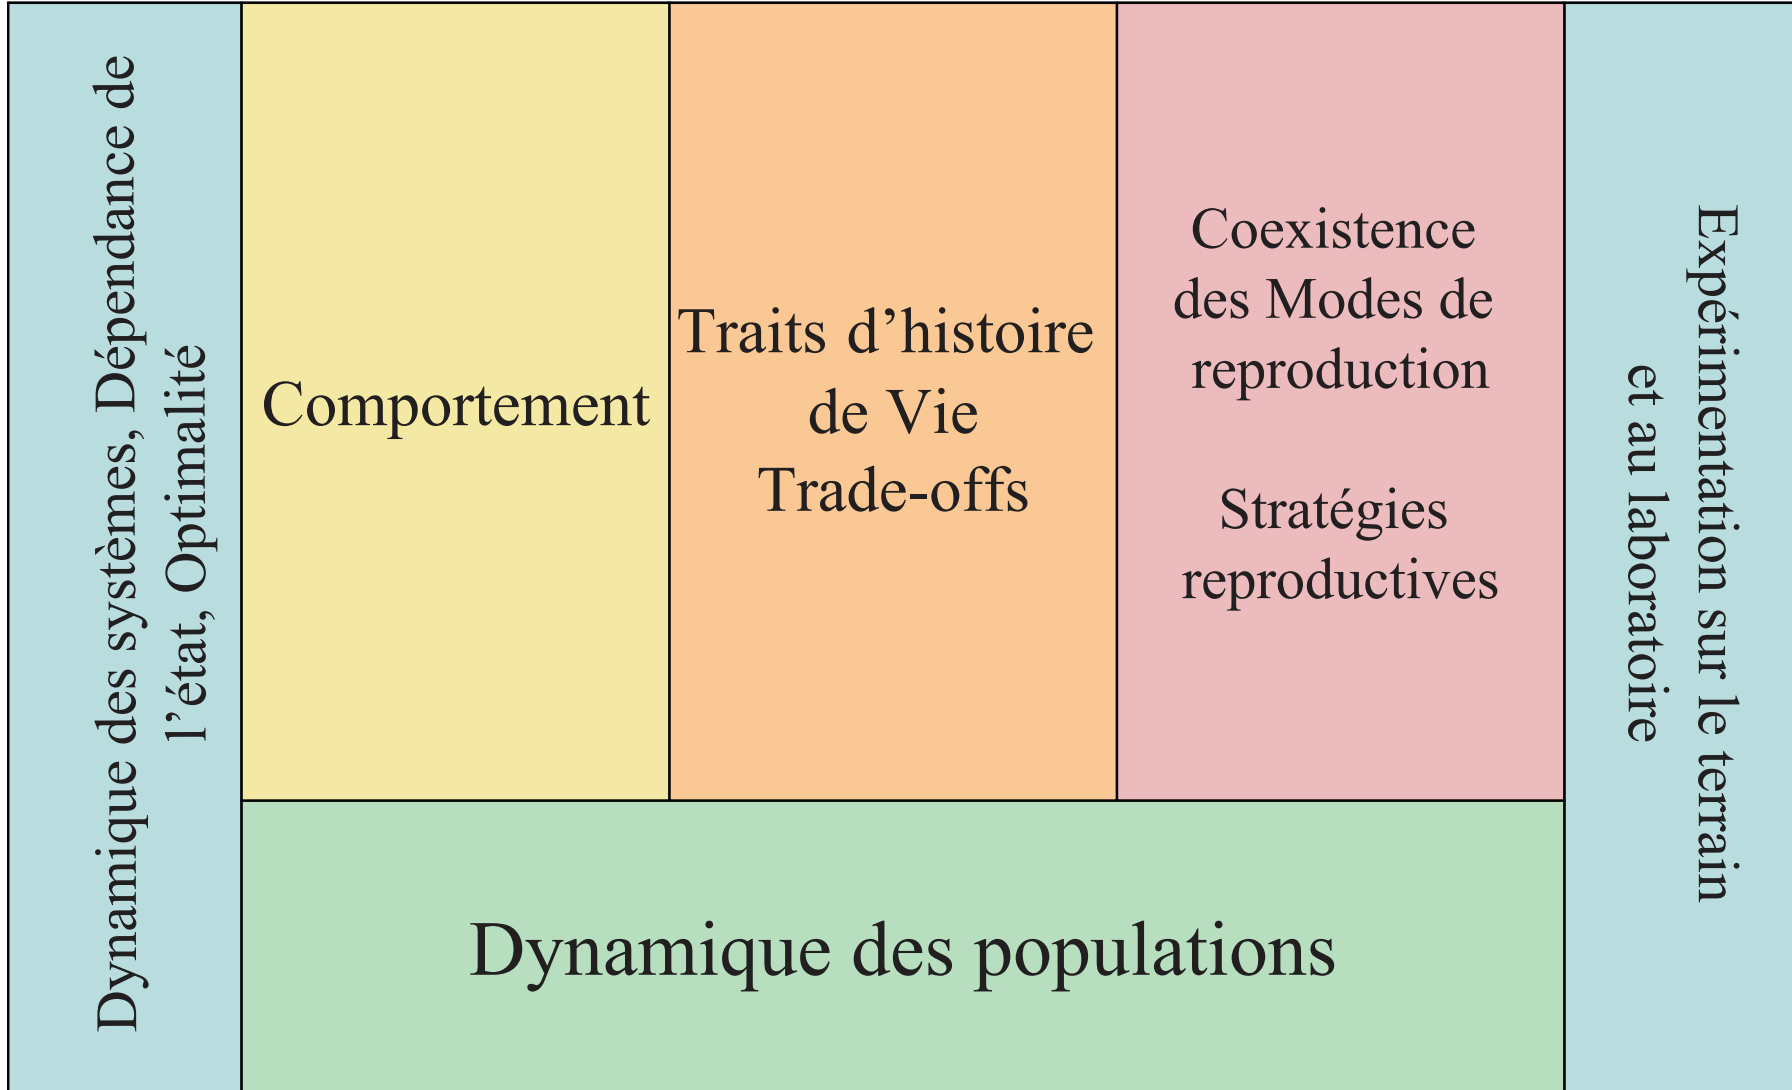 Dynamique des systèmes, Dépendance de
l’état, Optimalité
Comportement
Traits d’histoire
de Vie
Trade-offs
Coexistence
des Modes de
reproduction
Stratégies
reproductives
Expérimentation sur le terrain
et au laboratoire
Dynamique des populations